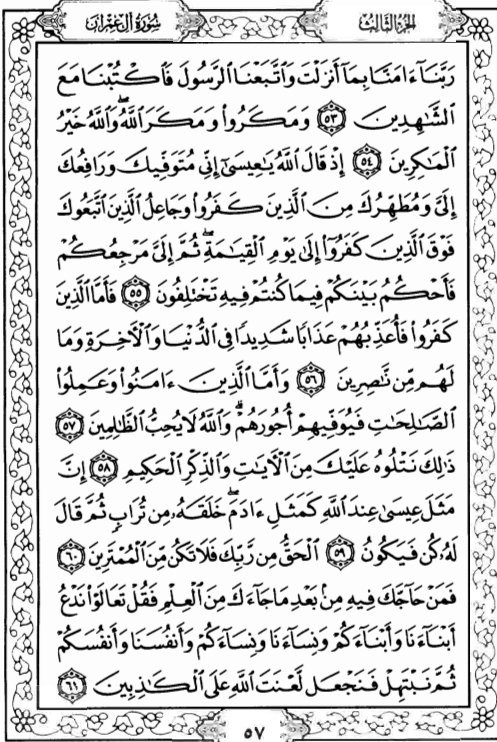 سورة آل عمران
الجزء الثالث
رَبَّنَآ ءَامَنَّا بِمَآ أَنزَلْتَ وَٱتَّبَعْنَا ٱلرَّسُولَ فَٱكْتُبْنَا مَعَ
ٱلشَّٰهِدِينَ ٥٣ وَمَكَرُوا۟ وَمَكَرَ ٱللَّهُ ۖ وَٱللَّهُ خَيْرُ
ٱلْمَٰكِرِينَ ٥٤ إِذْ قَالَ ٱللَّهُ يَٰعِيسَىٰٓ إِنِّى مُتَوَفِّيكَ وَرَافِعُكَ
إِلَىَّ وَمُطَهِّرُكَ مِنَ ٱلَّذِينَ كَفَرُوا۟ وَجَاعِلُ ٱلَّذِينَ ٱتَّبَعُوكَ
فَوْقَ ٱلَّذِينَ كَفَرُوٓا۟ إِلَىٰ يَوْمِ ٱلْقِيَٰمَةِ ۖ ثُمَّ إِلَىَّ مَرْجِعُكُمْ
فَأَحْكُمُ بَيْنَكُمْ فِيمَا كُنتُمْ فِيهِ تَخْتَلِفُونَ ٥٥ فَأَمَّا ٱلَّذِينَ
كَفَرُوا۟ فَأُعَذِّبُهُمْ عَذَابًا شَدِيدًا فِى ٱلدُّنْيَا وَٱلْءَاخِرَةِ وَمَا
لَهُم مِّن نَّٰصِرِينَ ٥٦ وَأَمَّا ٱلَّذِينَ ءَامَنُوا۟ وَعَمِلُوا۟
ٱلصَّٰلِحَٰتِ فَيُوَفِّيهِمْ أُجُورَهُمْ ۗ وَٱللَّهُ لَا يُحِبُّ ٱلظَّٰلِمِينَ ٥٧
ذَٰلِكَ نَتْلُوهُ عَلَيْكَ مِنَ ٱلْءَايَٰتِ وَٱلذِّكْرِ ٱلْحَكِيمِ ٥٨ إِنَّ
مَثَلَ عِيسَىٰ عِندَ ٱللَّهِ كَمَثَلِ ءَادَمَ ۖ خَلَقَهُۥ مِن تُرَابٍ ثُمَّ قَالَ
لَهُۥ كُن فَيَكُونُ ٥٩ ٱلْحَقُّ مِن رَّبِّكَ فَلَا تَكُن مِّنَ ٱلْمُمْتَرِينَ ٦٠
فَمَنْ حَآجَّكَ فِيهِ مِنۢ بَعْدِ مَا جَآءَكَ مِنَ ٱلْعِلْمِ فَقُلْ تَعَالَوْا۟ نَدْعُ
أَبْنَآءَنَا وَأَبْنَآءَكُمْ وَنِسَآءَنَا وَنِسَآءَكُمْ وَأَنفُسَنَا وَأَنفُسَكُمْ
ثُمَّ نَبْتَهِلْ فَنَجْعَل لَّعْنَتَ ٱللَّهِ عَلَى ٱلْكَٰذِبِينَ ٦١
٥٧